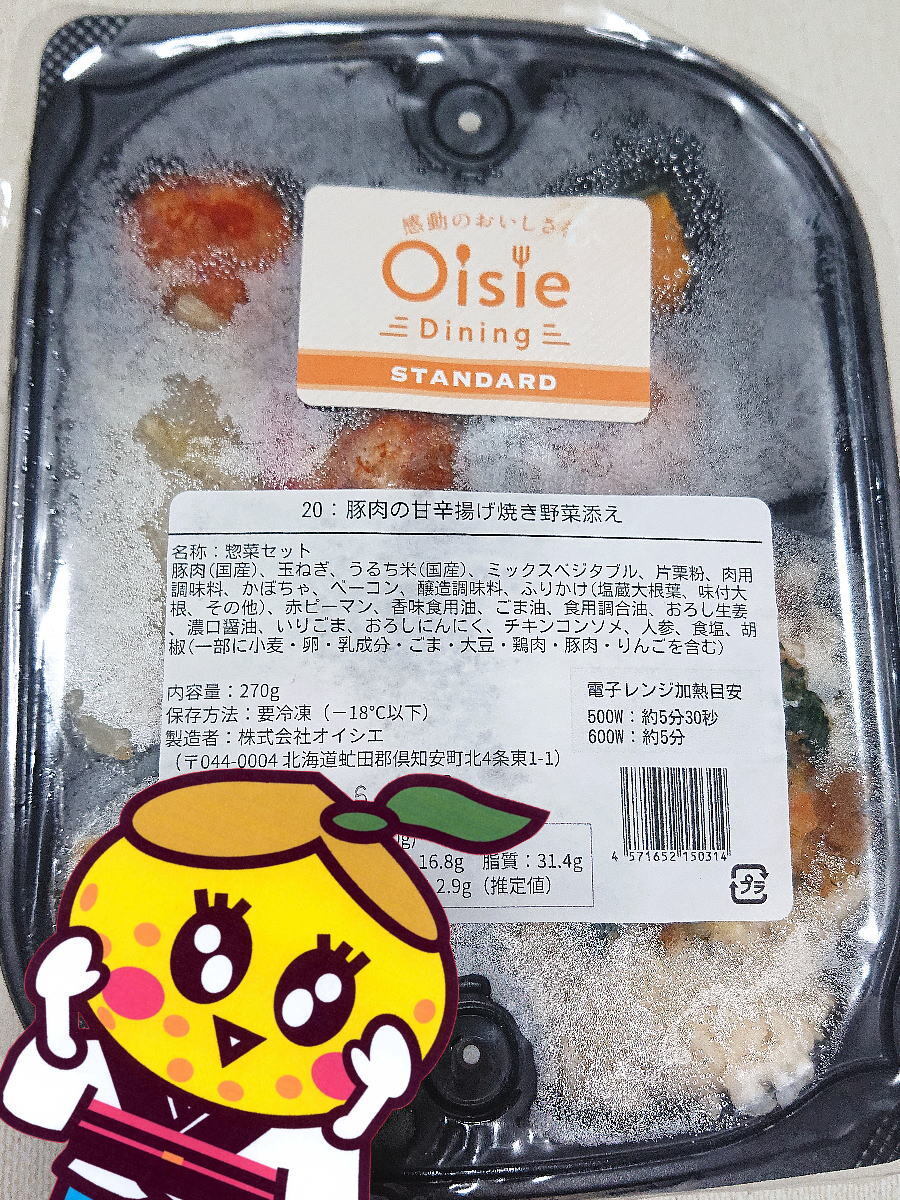 感動のおいしさを
Oisie
Dining
STANDARD
20：豚肉の甘辛揚げ焼き野菜添え
名称：惣菜セット
豚肉(国産)、玉ねぎ、うるち米(国産)、ミックスベジタブル、片栗粉、肉用
調味料、かぼちゃ、ベーコン、醸造調味料、ふりかけ(塩蔵大根葉、味付大
根、その他)、赤ピーマン、香味食用油、ごま油、食用調合油、おろし生姜
、濃口醤油、いりごま、おろしにんにく、チキンコンソメ、人参、食塩、胡
椒(一部に小麦・卵・乳成分・ごま・大豆・鶏肉・豚肉・りんごを含む)
内容量：270g
保存方法：要冷凍（－18℃以下）
製造者：株式会社オイシエ
（〒044-0004 北海道虻田郡倶知安町北4条東1-1）
電子レンジ加熱目安
500W：約5分30秒
600W：約5分
16.8g 脂質：31.4g
2.9g（推定値）
4 571652 150314
プラ